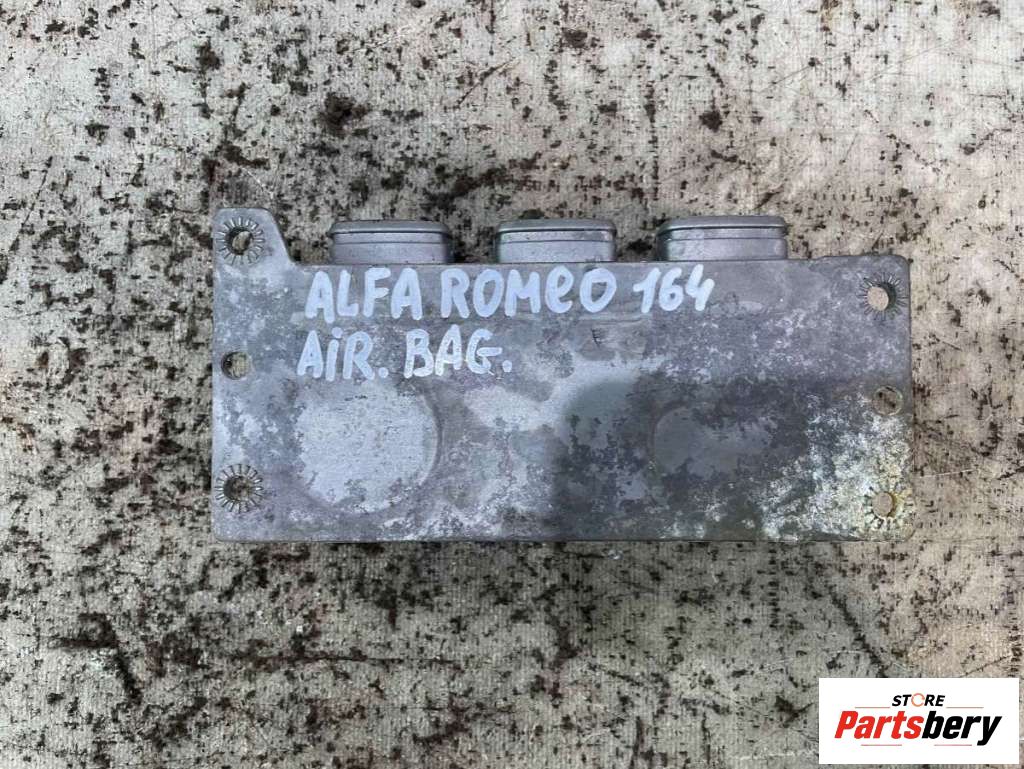 ALFA ROMeO 164
AiR. BAG.
STORE
Partsbery